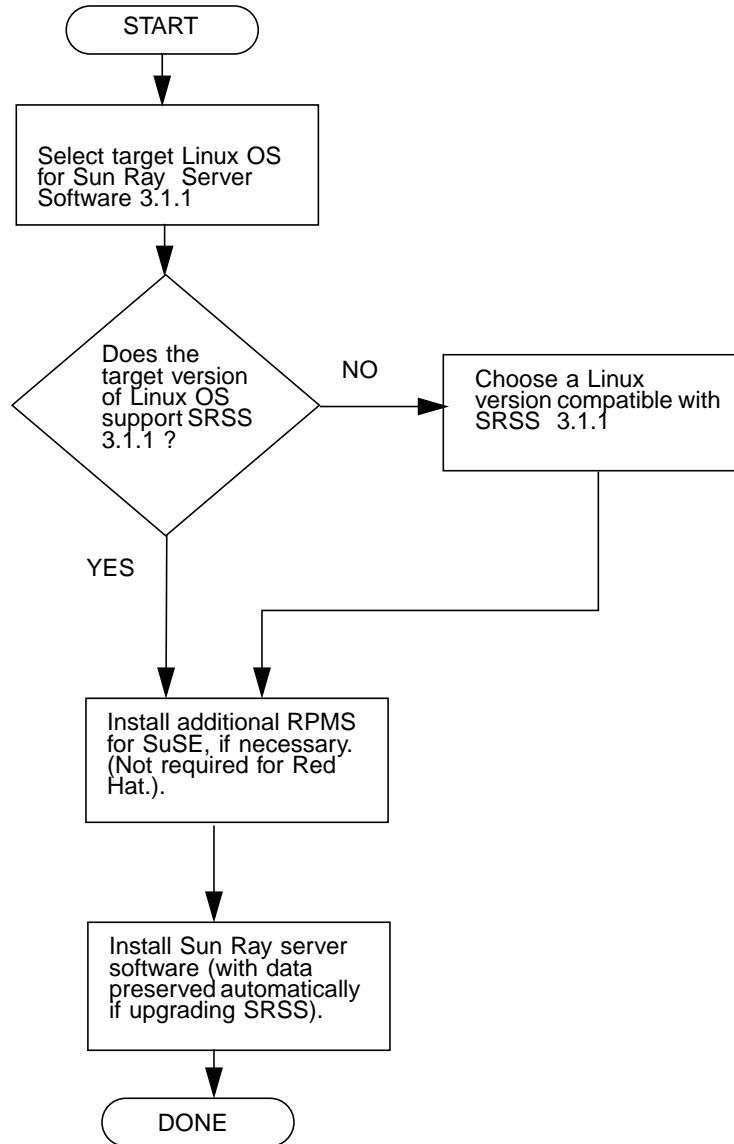 START
Select target Linux OS
for Sun Ray Server
Software 3.1.1
Does the
target version
of Linux OS
support SRSS
3.1.1 ?
NO
Choose a Linux
version compatible with
SRSS 3.1.1
YES
Install additional RPMS
for SuSE, if necessary.
(Not required for Red
Hat.).
Install Sun Ray server
software (with data
preserved automatically
if upgrading SRSS).
DONE